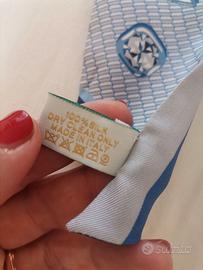 100% SILK
DRY CLEAN ONLY
MADE IN ITALY
subito